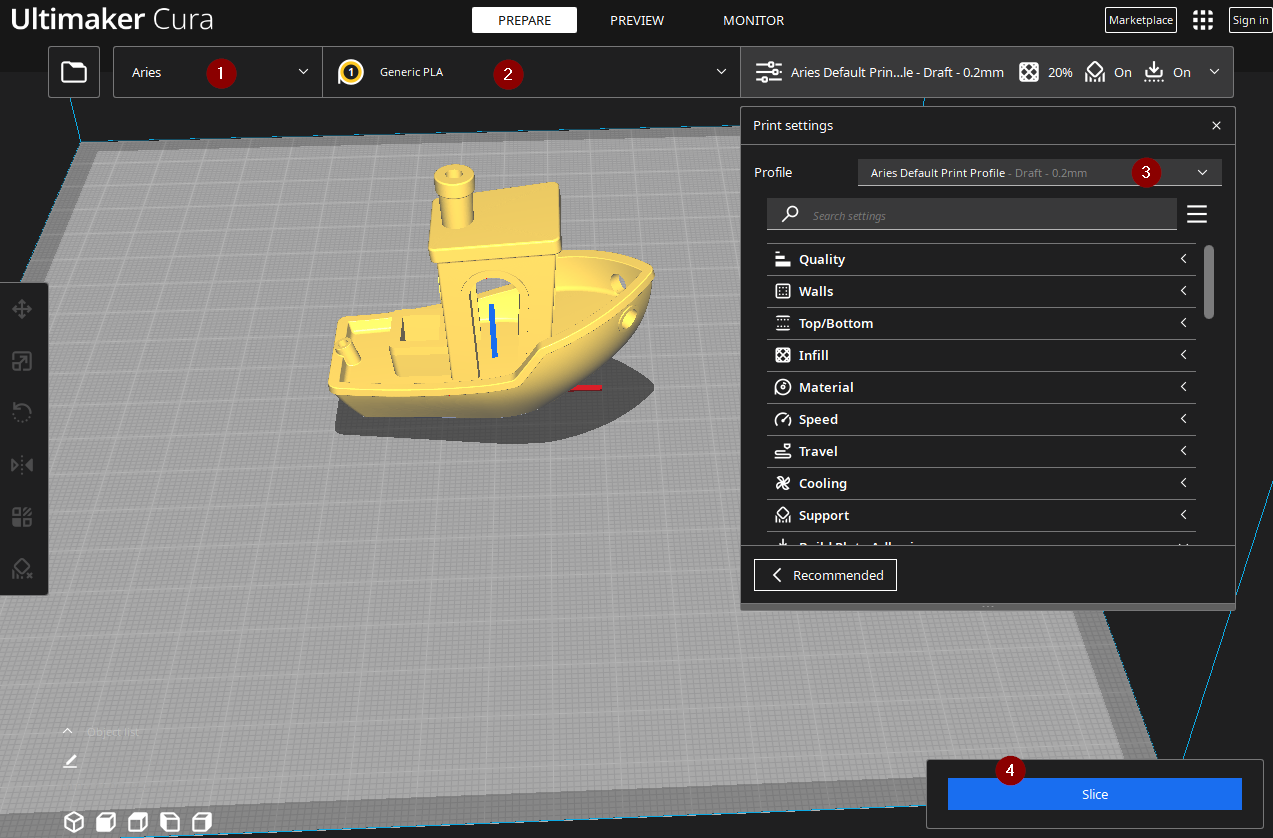 Ultimaker Cura
PREPARE
PREVIEW
MONITOR
Marketplace
Sign in
Aries
1
1
Generic PLA
2
Aries Default Prin...le - Draft - 0.2mm
20%
On
On
Print settings
Profile
Aries Default Print Profile - Draft - 0.2mm
3
Search settings
Quality
Walls
Top/Bottom
Infill
Material
Speed
Travel
Cooling
Support
Recommended
Object list
4
Slice